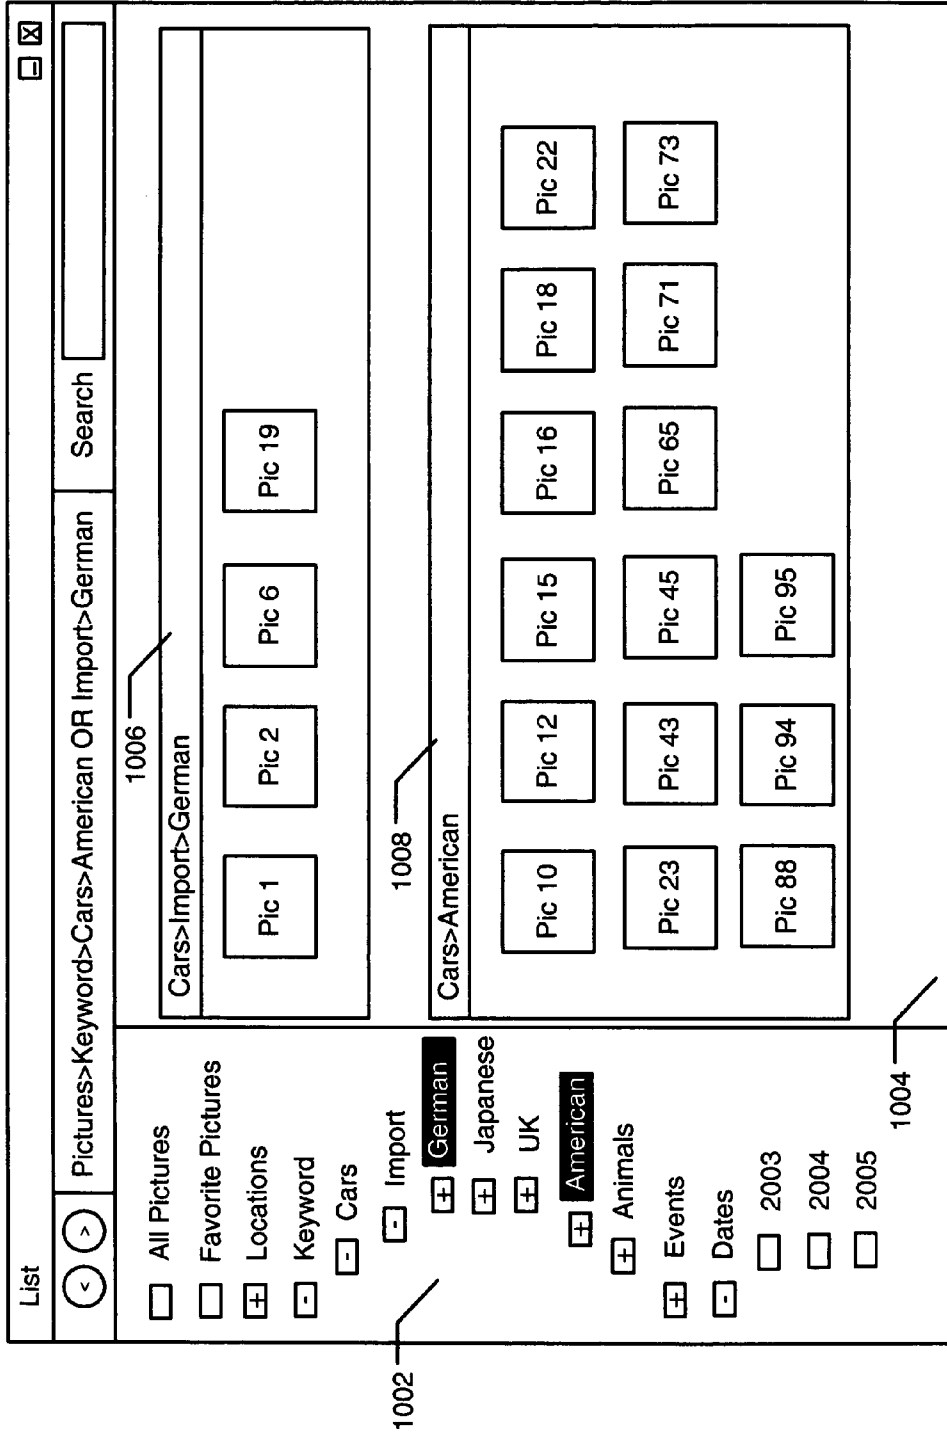 List
- X
< > Pictures>Keyword>Cars>American OR Import>German Search
All Pictures
Favorite Pictures
+ Locations
- Keyword
- Cars
- Import
+ German
+ Japanese
+ UK
+ American
+ Animals
+ Events
- Dates
2003
2004
2005
1002
1006
Cars>Import>German
Pic 1 Pic 2 Pic 6 Pic 19
1008
Cars>American
Pic 10 Pic 12 Pic 15 Pic 16 Pic 18 Pic 22
Pic 23 Pic 43 Pic 45 Pic 65 Pic 71 Pic 73
Pic 88 Pic 94 Pic 95
1004